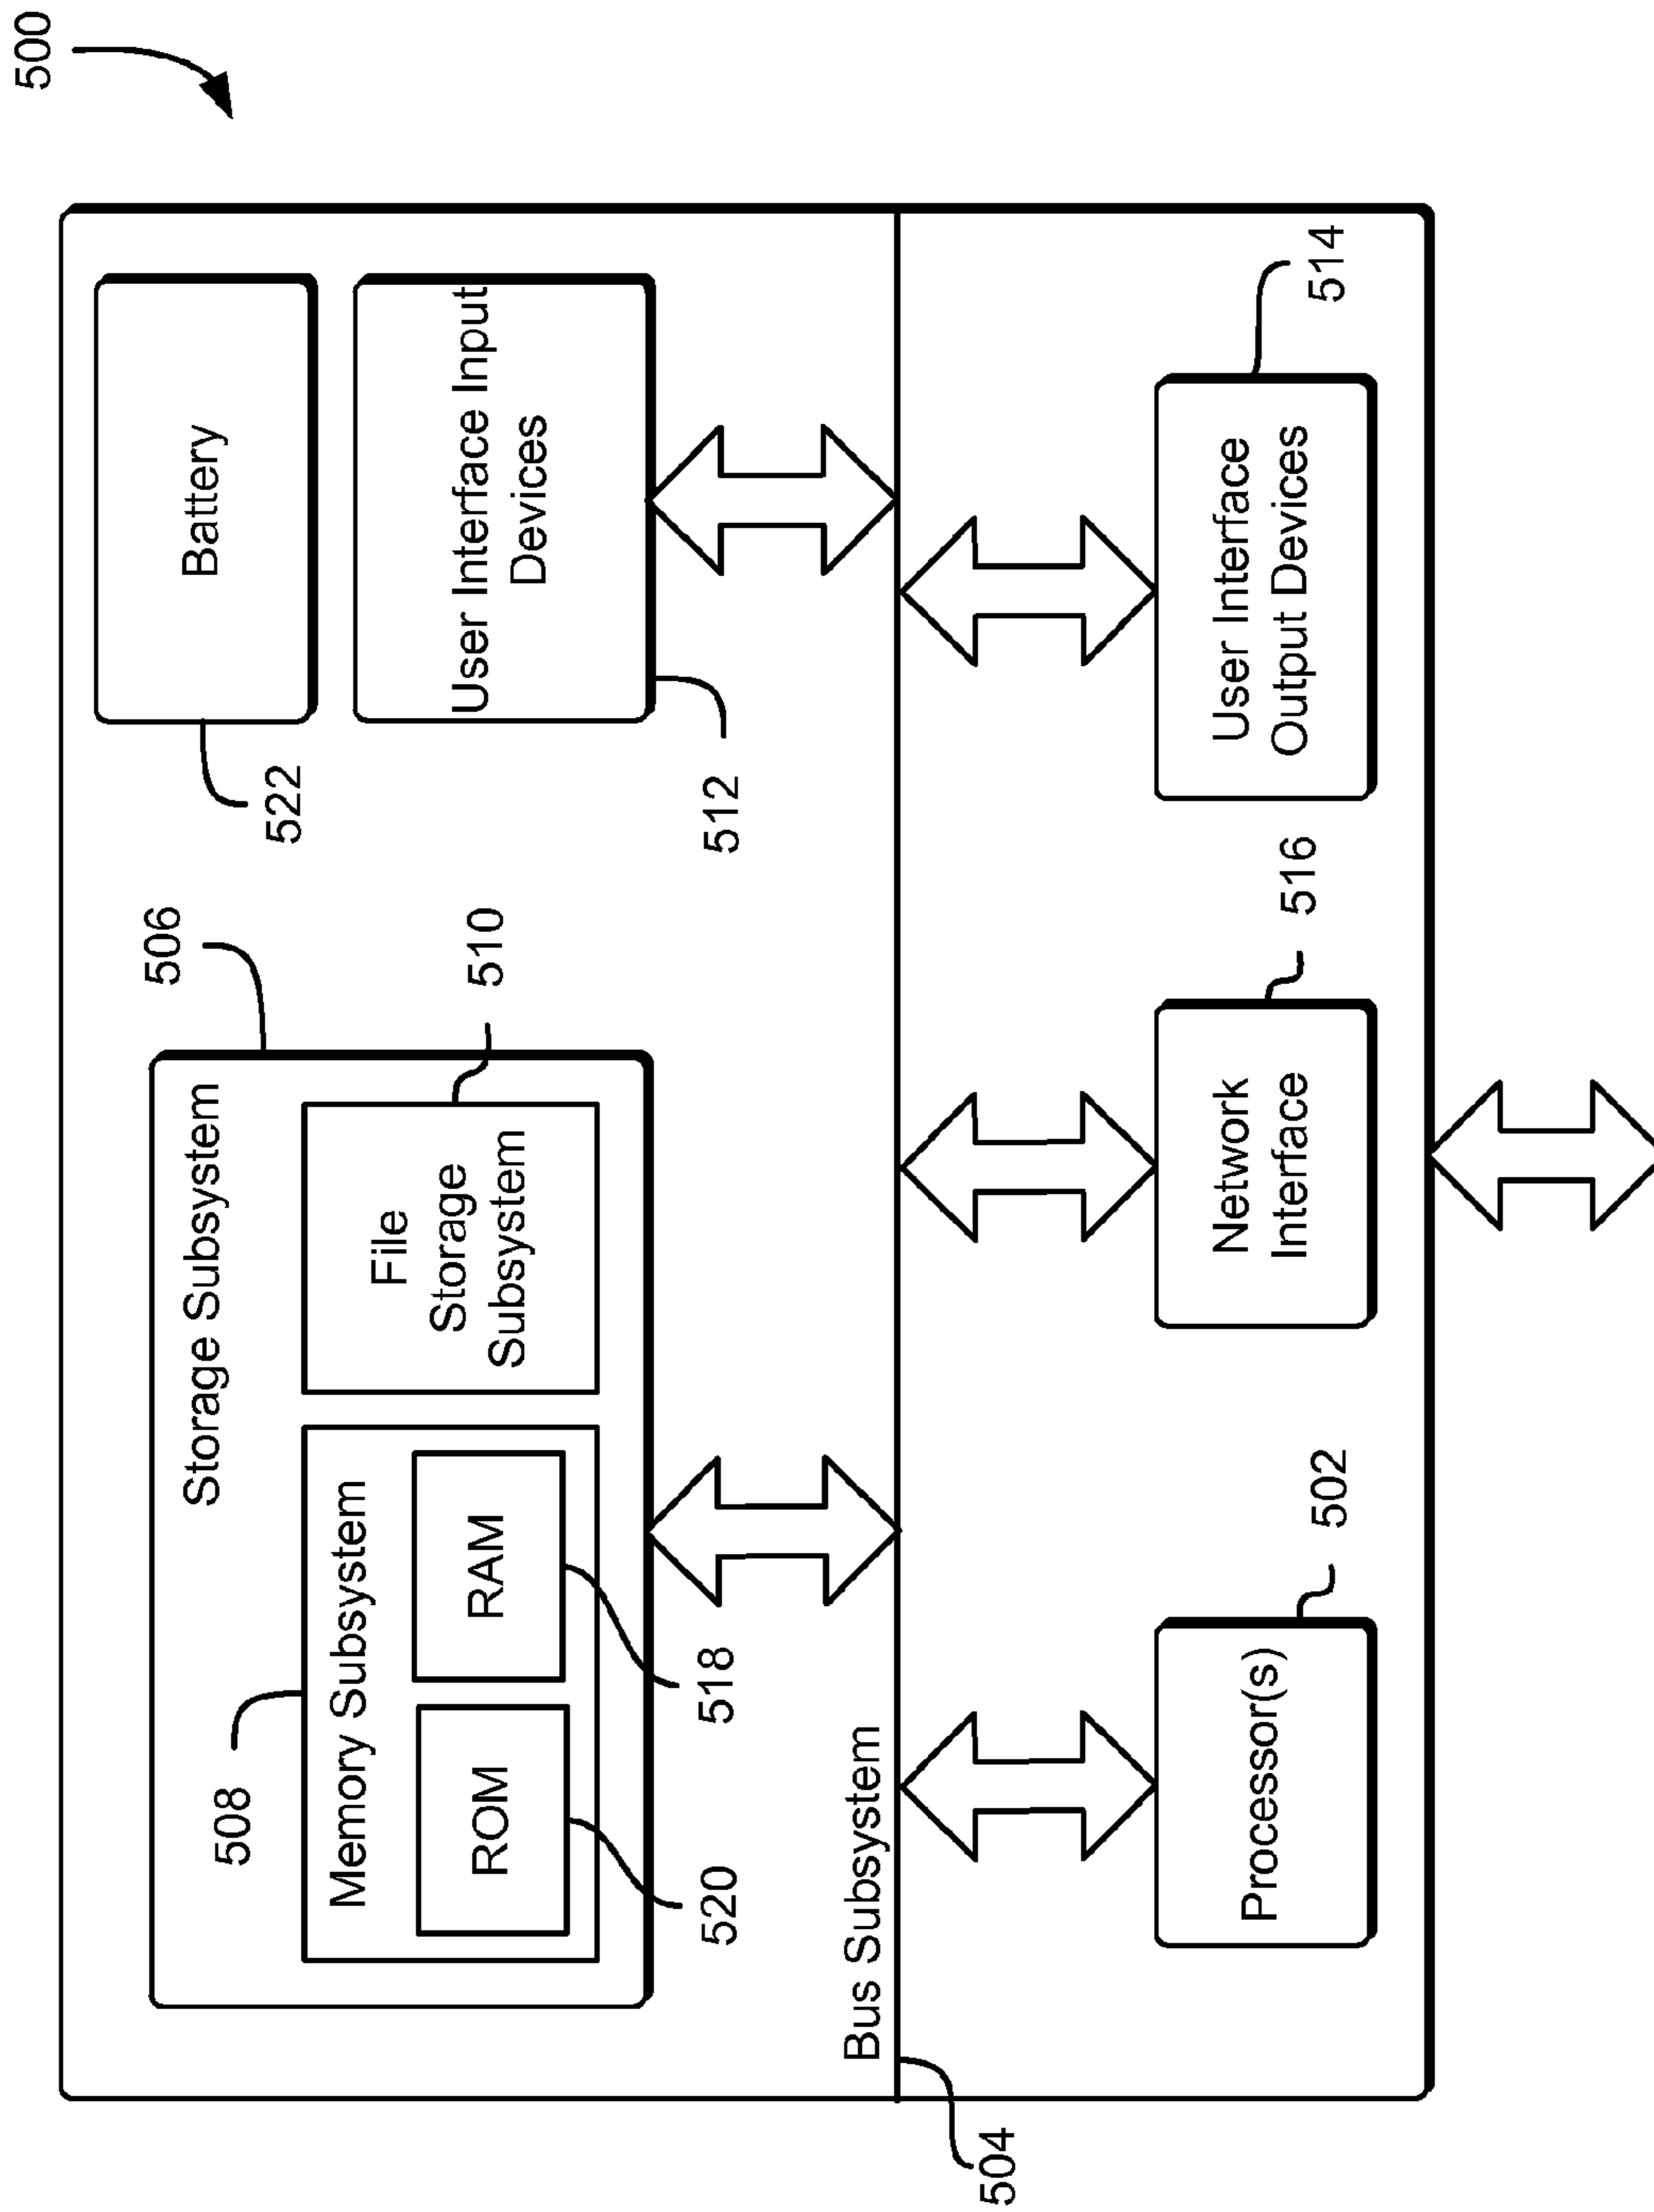 500
506
Storage Subsystem
508
Memory Subsystem
ROM
RAM
520
518
File
Storage
Subsystem
510
522
Battery
User Interface Input
Devices
512
Bus Subsystem
504
Processor(s)
502
Network
Interface
516
User Interface
Output Devices
514